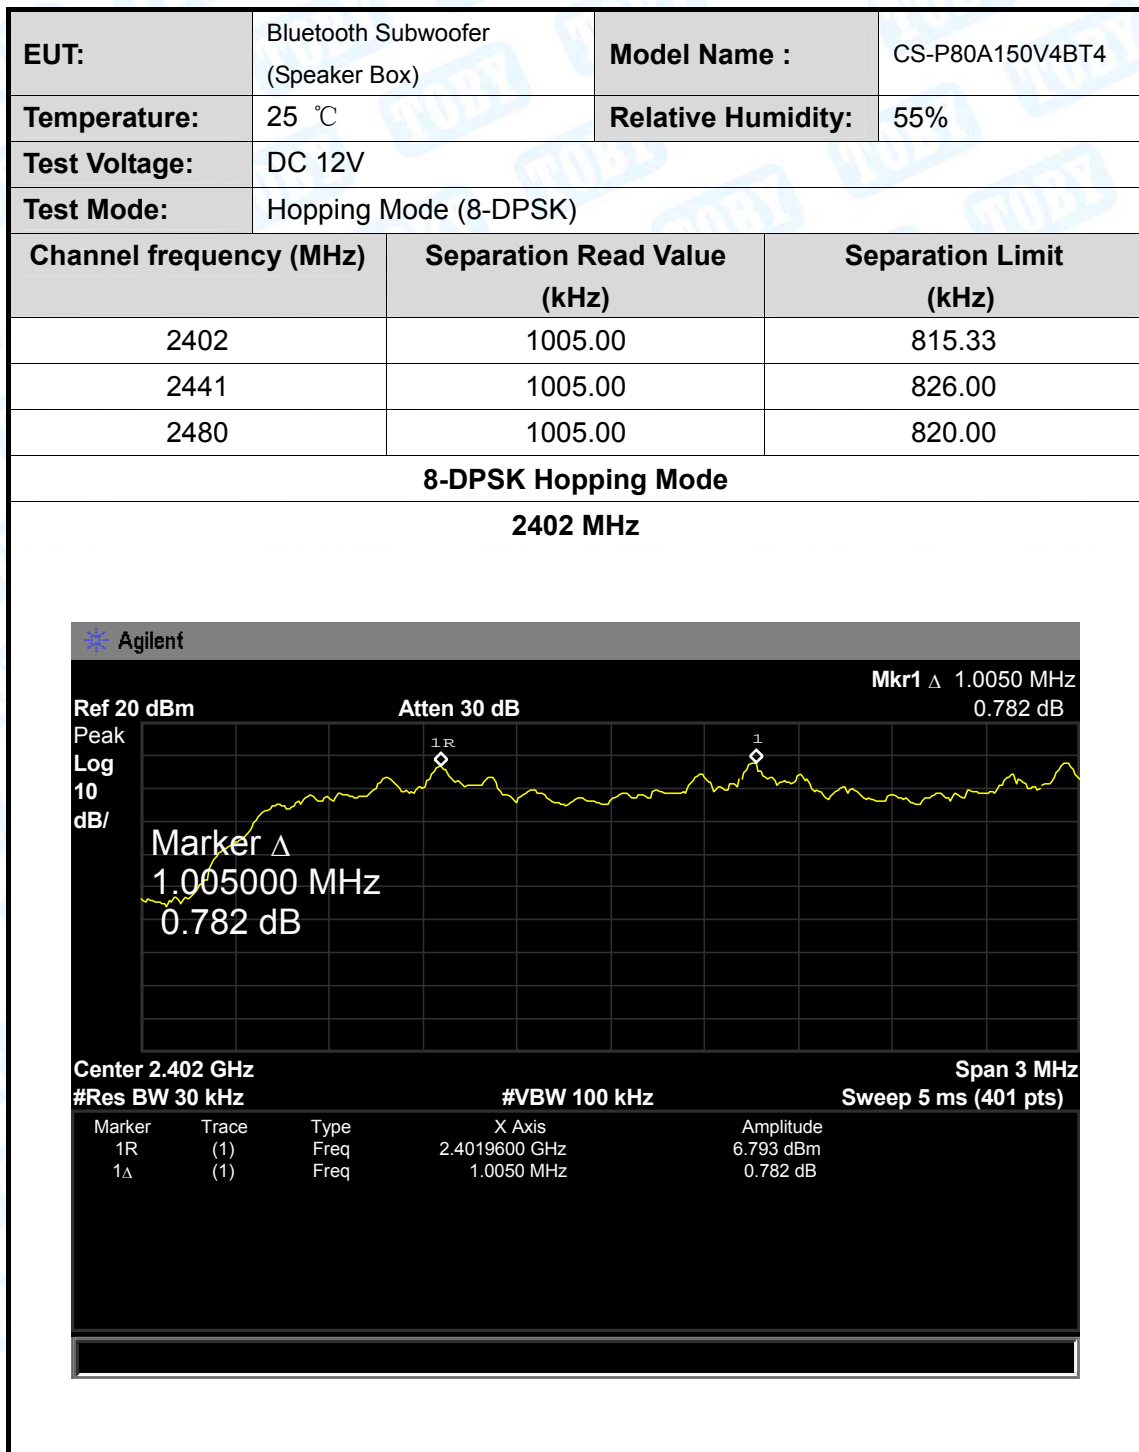 EUT: Bluetooth Subwoofer (Speaker Box) Model Name : CS-P80A150V4BT4
Temperature: 25 ℃ Relative Humidity: 55%
Test Voltage: DC 12V
Test Mode: Hopping Mode (8-DPSK)
Channel frequency (MHz) Separation Read Value (kHz) Separation Limit (kHz)
2402 1005.00 815.33
2441 1005.00 826.00
2480 1005.00 820.00
8-DPSK Hopping Mode
2402 MHz
Agilent
Mkr1 Δ 1.0050 MHz
Ref 20 dBm Atten 30 dB 0.782 dB
Peak
Log
10
dB/
1R 1
Marker Δ
1.005000 MHz
0.782 dB
Center 2.402 GHz Span 3 MHz
#Res BW 30 kHz #VBW 100 kHz Sweep 5 ms (401 pts)
Marker Trace Type X Axis Amplitude
1R (1) Freq 2.4019600 GHz 6.793 dBm
1Δ (1) Freq 1.0050 MHz 0.782 dB
TOBY